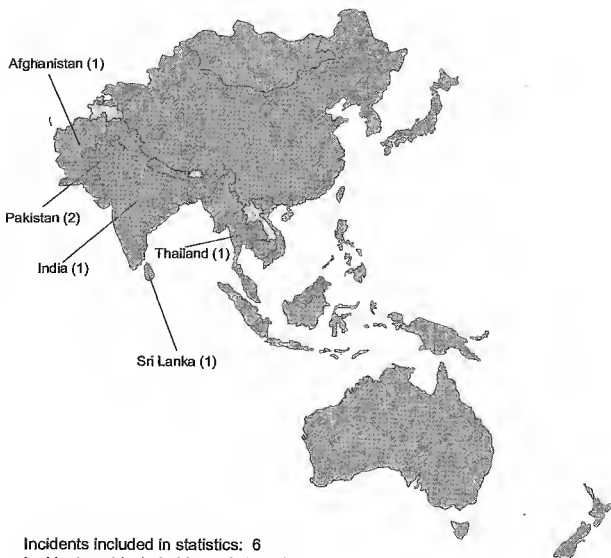 Afghanistan (1)
Pakistan (2)
India (1)
Thailand (1)
Sri Lanka (1)
Incidents included in statistics: 6